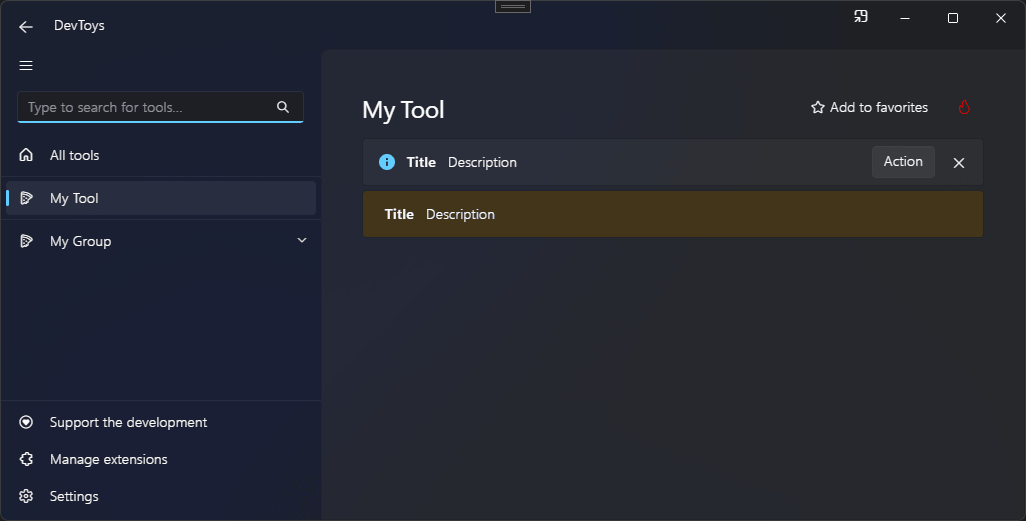 DevToys
Type to search for tools...
All tools
My Tool
My Group
Support the development
Manage extensions
Settings
My Tool
Add to favorites
Title Description Action
Title Description